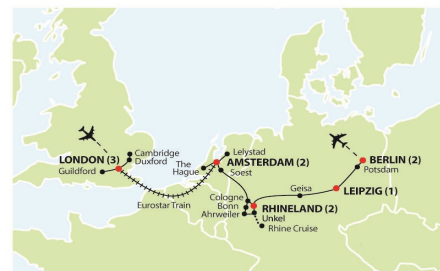 Cambridge
Duxford
LONDON (3)
Guildford
Eurostar Train
The
Hague
Lelystad
AMSTERDAM (2)
Soest
Cologne
Bonn
Ahrweiler
RHINELAND (2)
Unkel
Rhine Cruise
Geisa
LEIPZIG (1)
BERLIN (2)
Potsdam